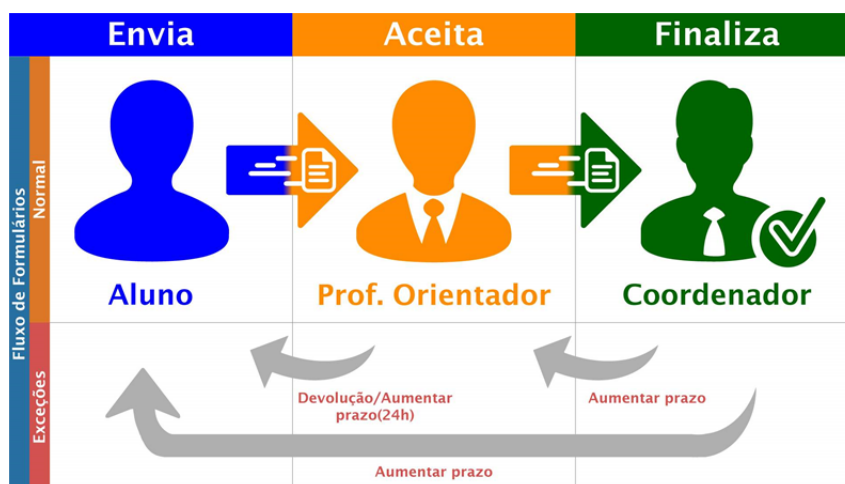 Envia
Aceita
Finaliza
Fluxo de Formulários
Normal
Aluno
Prof. Orientador
Coordenador
Exceções
Devolução/Aumentar
prazo(24h)
Aumentar prazo
Aumentar prazo